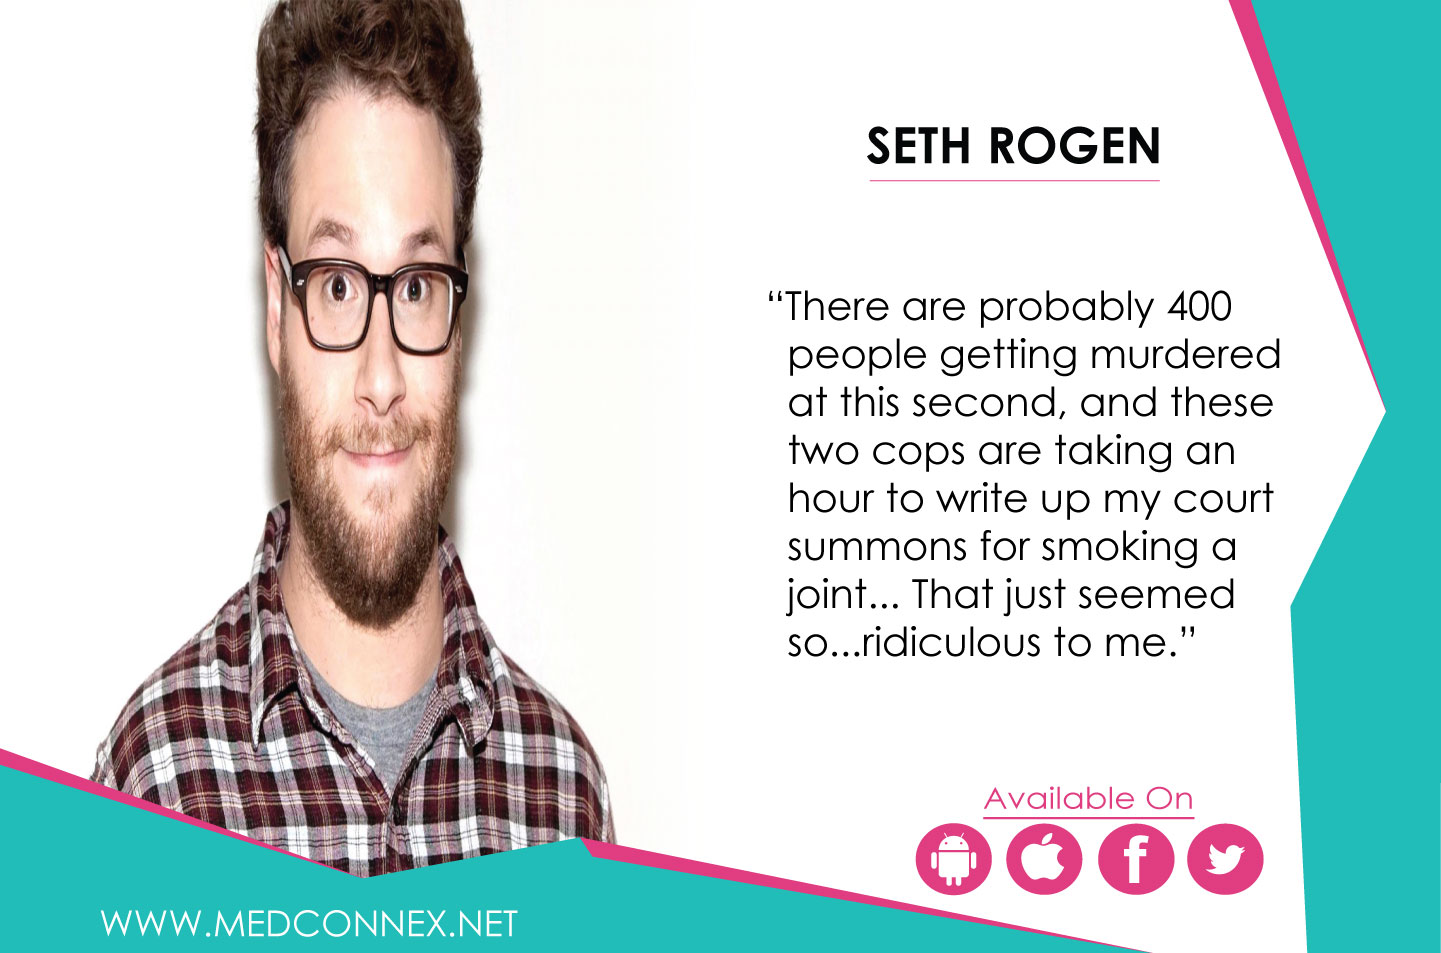 SETH ROGEN
“There are probably 400
people getting murdered
at this second, and these
two cops are taking an
hour to write up my court
summons for smoking a
joint... That just seemed
so...ridiculous to me.”
Available On
WWW.MEDCONNEX.NET